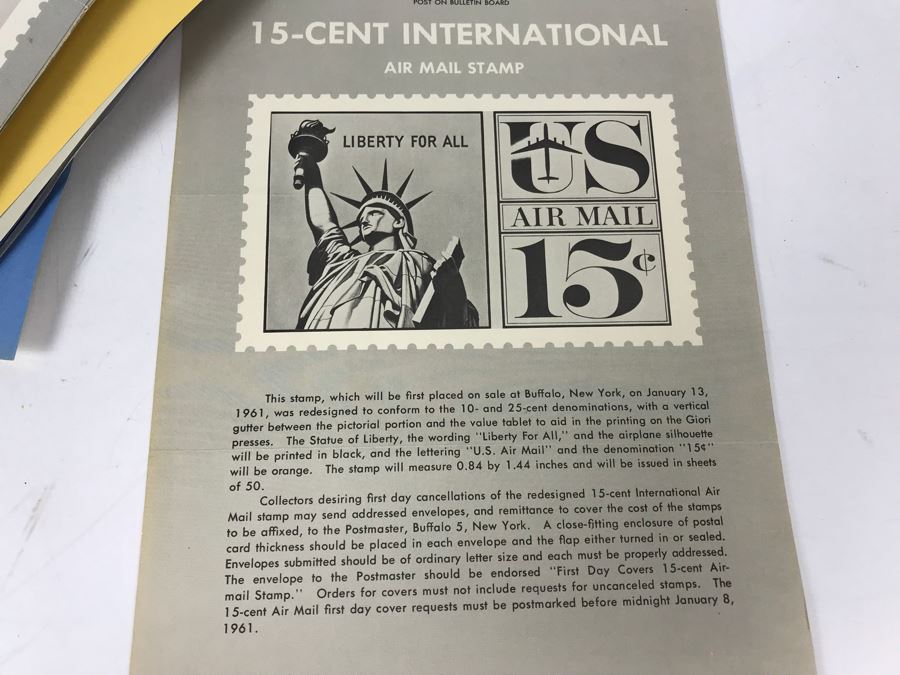 POST ON BULLETIN BOARD
15-CENT INTERNATIONAL
AIR MAIL STAMP
LIBERTY FOR ALL
US
AIR MAIL
15¢
This stamp, which will be first placed on sale at Buffalo, New York, on January 13,
1961, was redesigned to conform to the 10- and 25-cent denominations, with a vertical
gutter between the pictorial portion and the value tablet to aid in the printing on the Giori
presses. The Statue of Liberty, the wording "Liberty For All," and the airplane silhouette
will be printed in black, and the lettering "U.S. Air Mail" and the denomination "15¢"
will be orange. The stamp will measure 0.84 by 1.44 inches and will be issued in sheets
of 50.
Collectors desiring first day cancellations of the redesigned 15-cent International Air
Mail stamp may send addressed envelopes, and remittance to cover the cost of the stamps
to be affixed, to the Postmaster, Buffalo 5, New York. A close-fitting enclosure of postal
card thickness should be placed in each envelope and the flap either turned in or sealed.
Envelopes submitted should be of ordinary letter size and each must be properly addressed.
The envelope to the Postmaster should be endorsed "First Day Covers 15-cent Air-
mail Stamp." Orders for covers must not include requests for uncanceled stamps. The
15-cent Air Mail first day cover requests must be postmarked before midnight January 8,
1961.